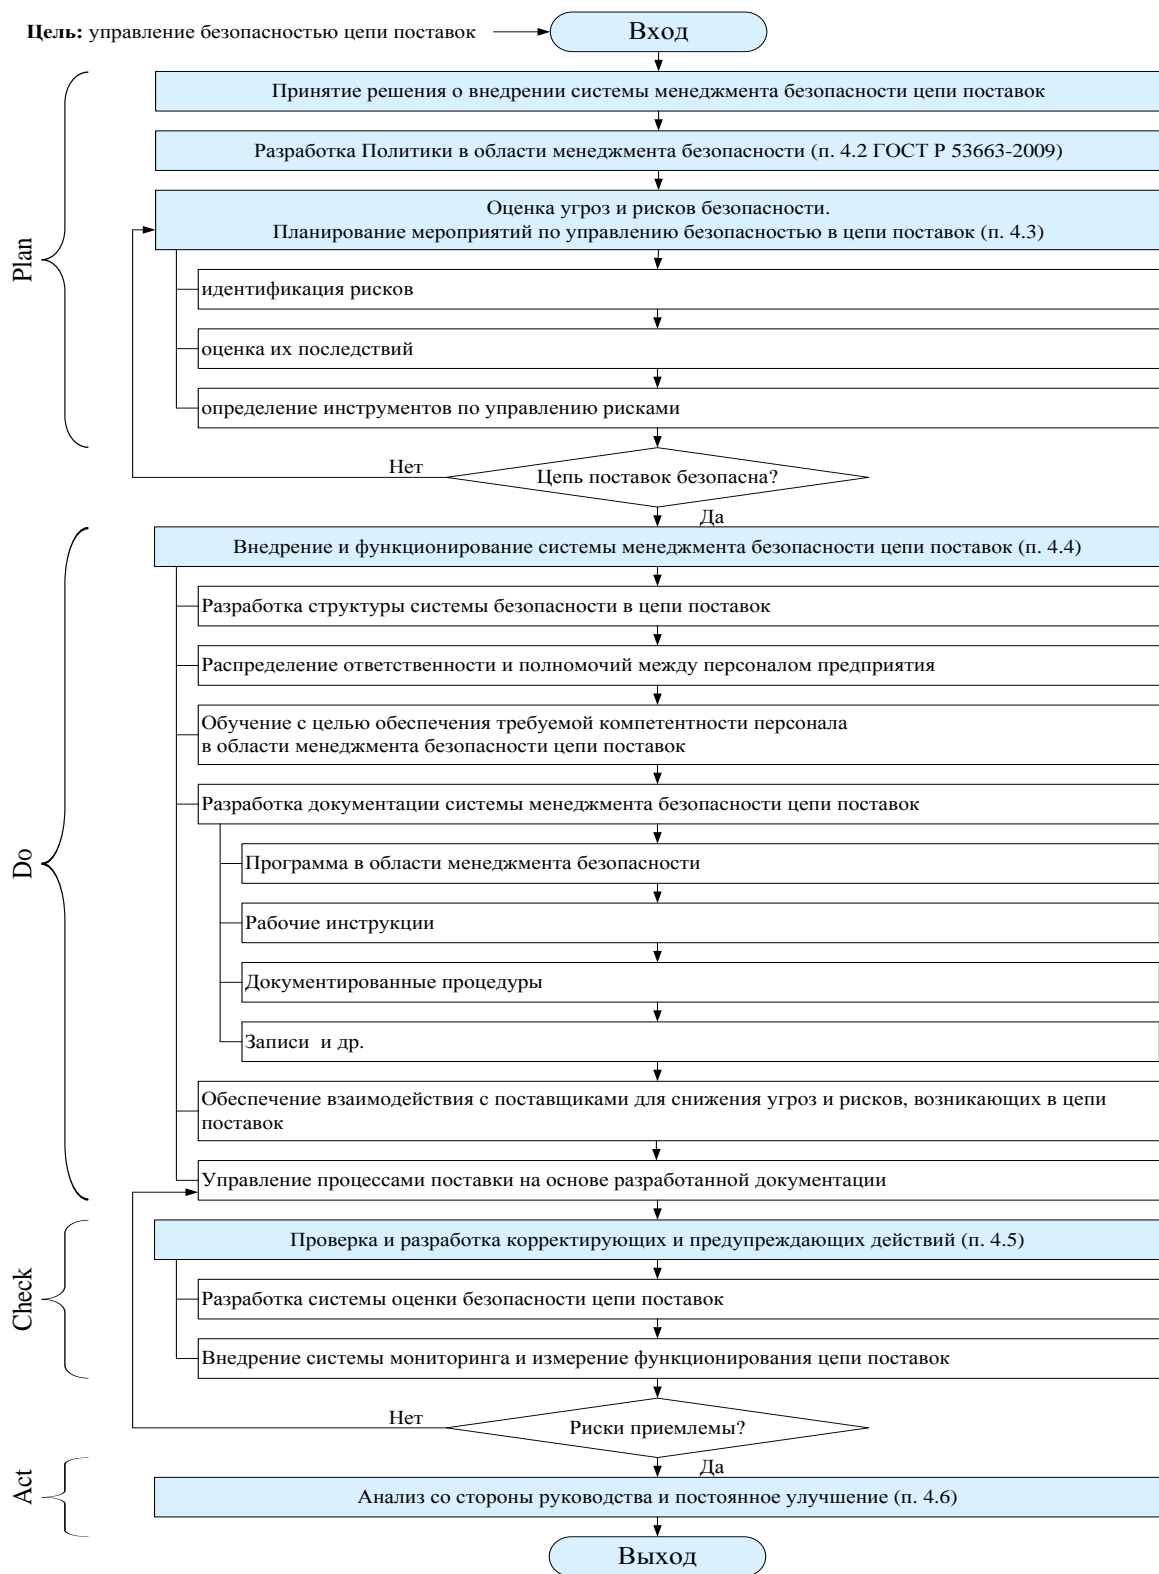 Цель: управление безопасностью цепи поставок
Вход
Принятие решения о внедрении системы менеджмента безопасности цепи поставок
Разработка Политики в области менеджмента безопасности (п. 4.2 ГОСТ Р 53663-2009)
Оценка угроз и рисков безопасности.
Планирование мероприятий по управлению безопасностью в цепи поставок (п. 4.3)
Plan
идентификация рисков
оценка их последствий
определение инструментов по управлению рисками
Нет
Цепь поставок безопасна?
Да
Внедрение и функционирование системы менеджмента безопасности цепи поставок (п. 4.4)
Разработка структуры системы безопасности в цепи поставок
Распределение ответственности и полномочий между персоналом предприятия
Обучение с целью обеспечения требуемой компетентности персонала
в области менеджмента безопасности цепи поставок
Разработка документации системы менеджмента безопасности цепи поставок
Do
Программа в области менеджмента безопасности
Рабочие инструкции
Документированные процедуры
Записи и др.
Обеспечение взаимодействия с поставщиками для снижения угроз и рисков, возникающих в цепи
поставок
Управление процессами поставки на основе разработанной документации
Проверка и разработка корректирующих и предупреждающих действий (п. 4.5)
Check
Разработка системы оценки безопасности цепи поставок
Внедрение системы мониторинга и измерение функционирования цепи поставок
Нет
Риски приемлемы?
Да
Act
Анализ со стороны руководства и постоянное улучшение (п. 4.6)
Выход